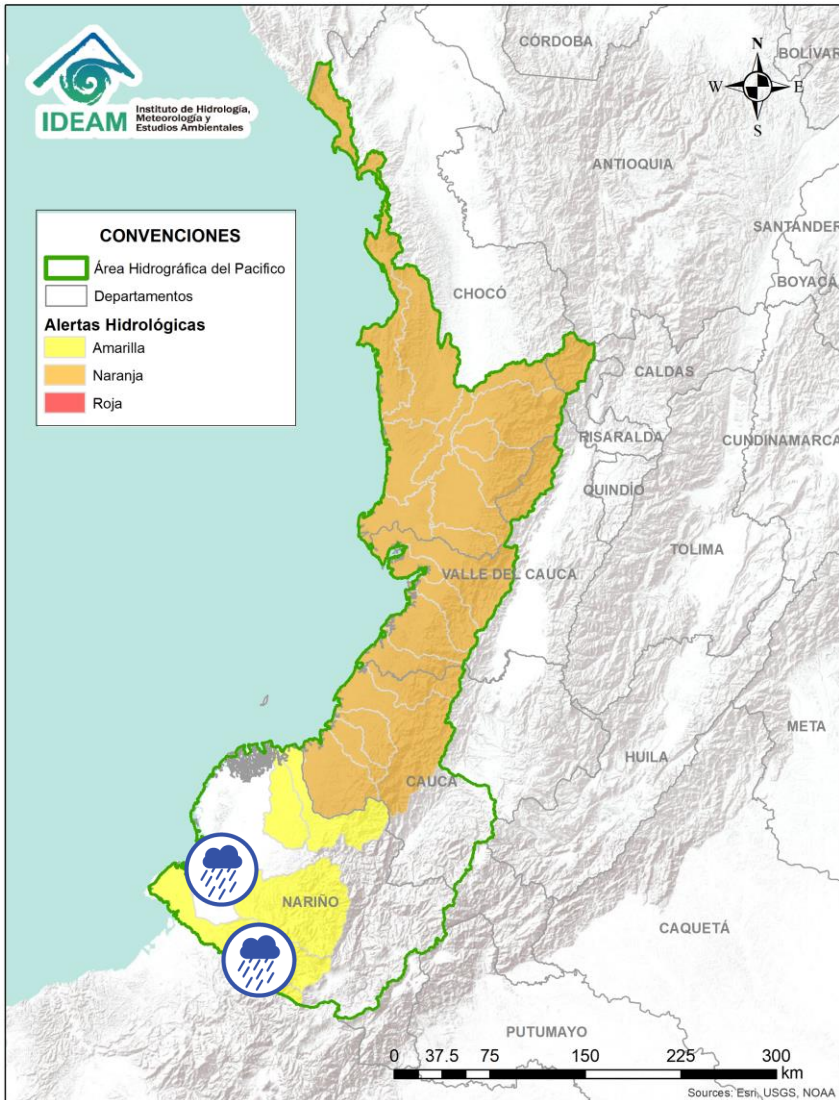 IDEAM
Instituto de Hidrología,
Meteorología y
Estudios Ambientales
N
W
E
S
CONVENCIONES
Área Hidrográfica del Pacifico
Departamentos
Alertas Hidrológicas
Amarilla
Naranja
Roja
CÓRDOBA
BOLÍVAR
ANTIOQUIA
SANTANDER
BOYACÁ
CHOCÓ
CALDAS
RISARALDA
CUNDINAMARCA
QUINDÍO
TOLIMA
VALLE DEL CAUCA
META
HUILA
CAUCA
NARIÑO
CAQUETÁ
PUTUMAYO
0 37.5 75 150 225 300
km
Sources: Esri, USGS, NOAA